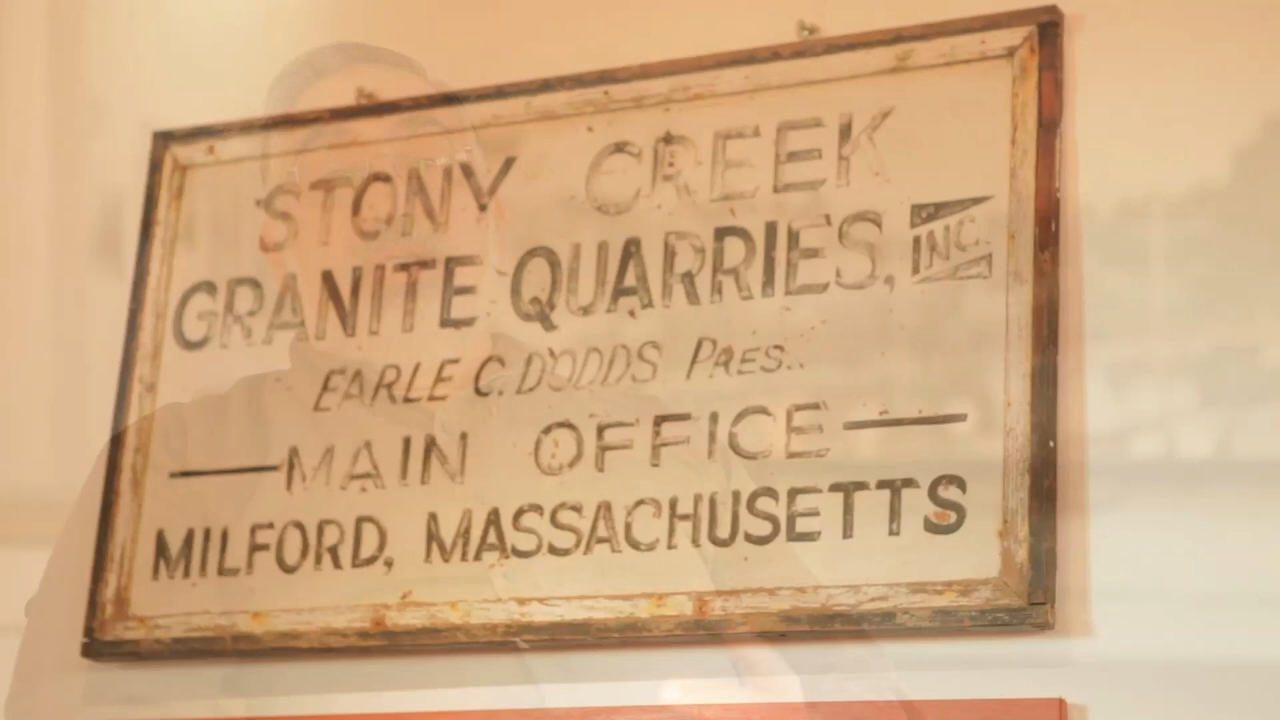 STONY CREEK
GRANITE QUARRIES, INC.
EARLE C. DODDS PRES..
MAIN OFFICE
MILFORD, MASSACHUSETTS